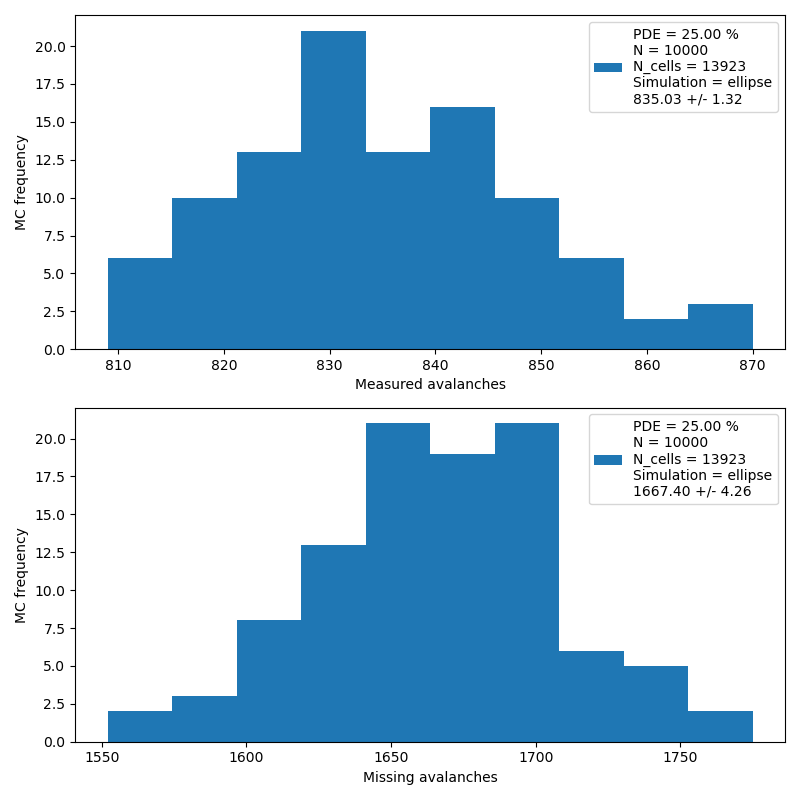 PDE = 25.00 %
N = 10000
N_cells = 13923
Simulation = ellipse
835.03 +/- 1.32
MC frequency
20.0
17.5
15.0
12.5
10.0
7.5
5.0
2.5
0.0
810 820 830 840 850 860 870
Measured avalanches
PDE = 25.00 %
N = 10000
N_cells = 13923
Simulation = ellipse
1667.40 +/- 4.26
MC frequency
20.0
17.5
15.0
12.5
10.0
7.5
5.0
2.5
0.0
1550 1600 1650 1700 1750
Missing avalanches